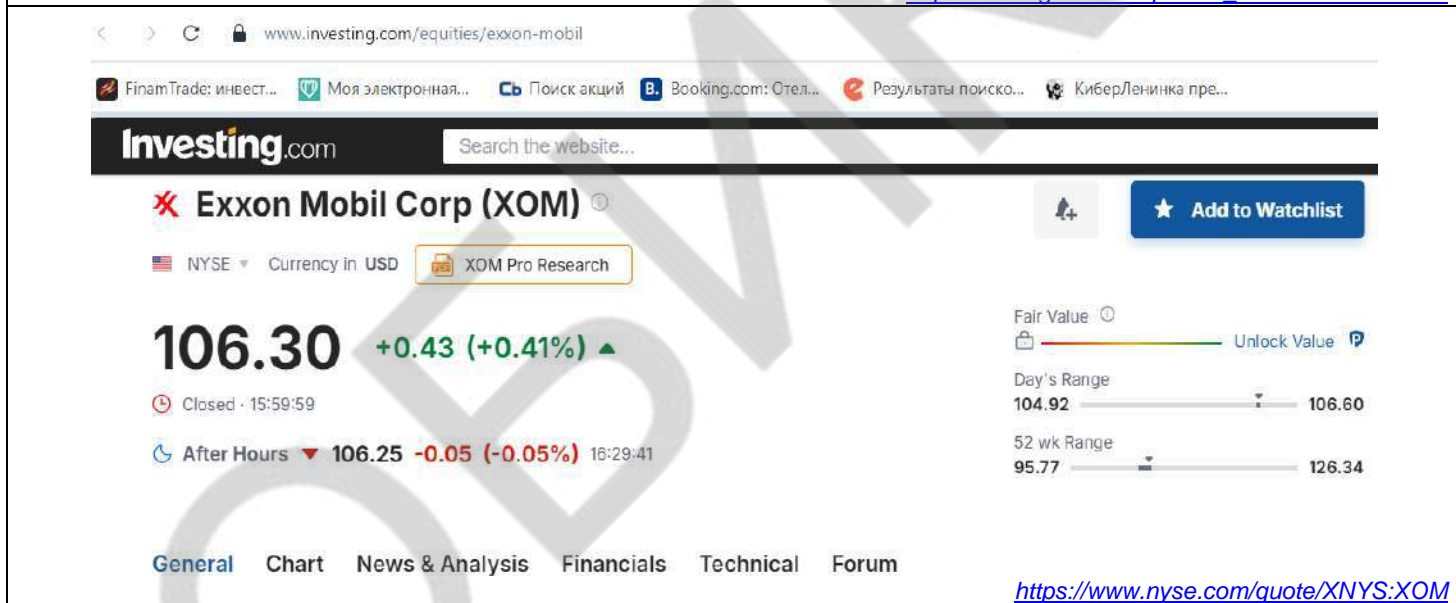 www.investing.com/equities/exxon-mobil
FinamTrade: инвест... Моя электронная... Сь Поиск акций B. Booking.com: Отел... Результаты поиско... КиберЛенинка пре...
Investing.com Search the website...
Exxon Mobil Corp (XOM)
Add to Watchlist
NYSE Currency in USD XOM Pro Research
Fair Value
Unlock Value
106.30 +0.43 (+0.41%)
Day's Range
104.92 106.60
Closed · 15:59:59
52 wk Range
95.77 126.34
After Hours 106.25 -0.05 (-0.05%) 16:29:41
General Chart News & Analysis Financials Technical Forum
https://www.nyse.com/quote/XNYS:XOM